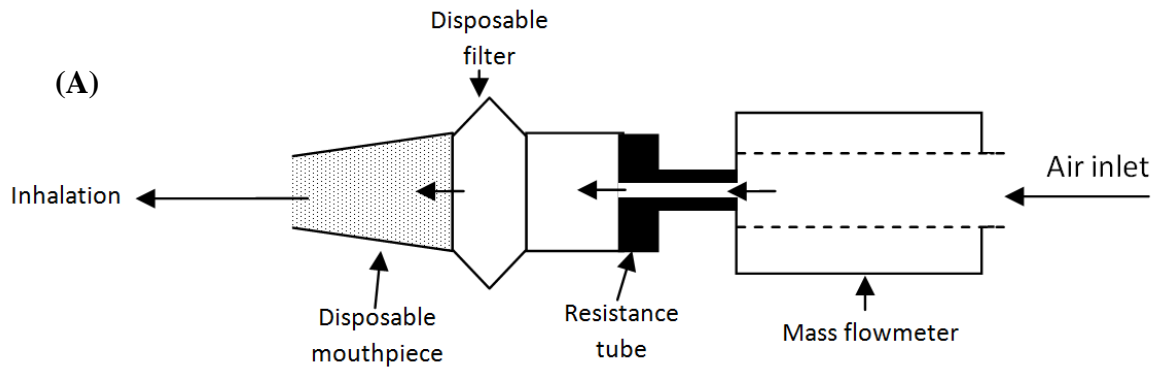 Disposable
filter
(A)
Inhalation
Air inlet
Disposable
mouthpiece
Resistance
tube
Mass flowmeter